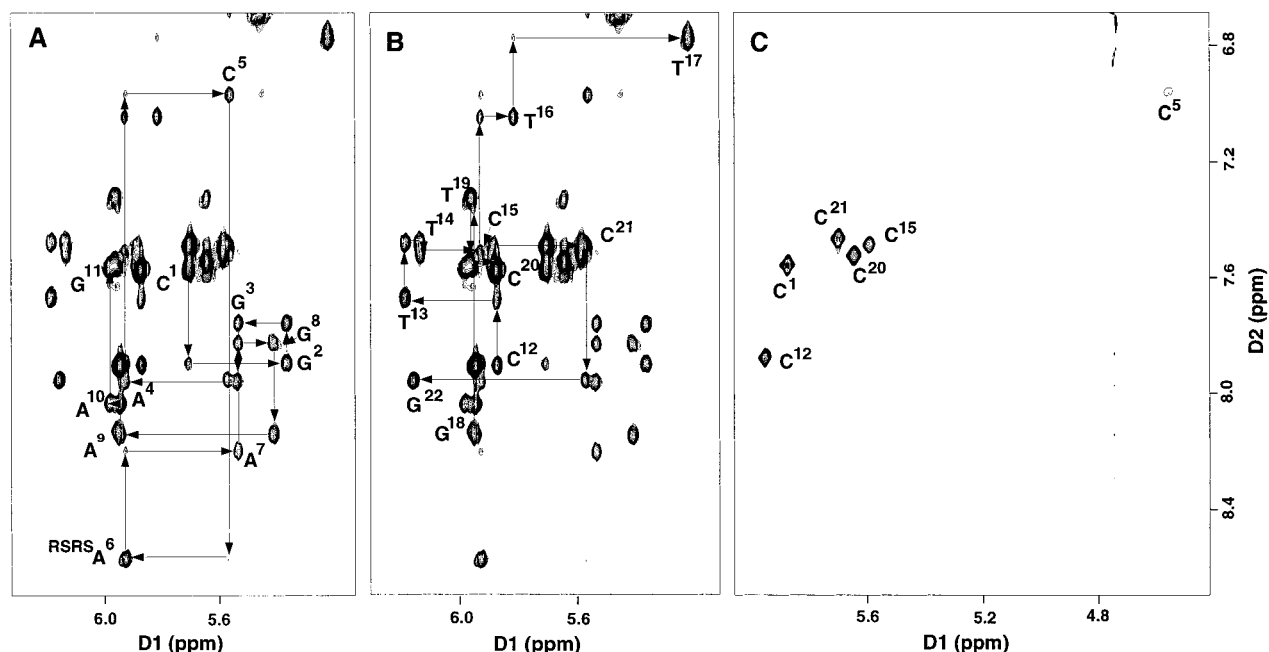 A
C⁵
G¹¹
C¹
G³
G⁸
G²
A¹⁰
A⁴
A⁹
A⁷
RSRSA⁶
6.0
5.6
D1 (ppm)
B
T¹⁷
T¹⁶
T¹⁹
C¹⁵
T¹⁴
C²¹
C²⁰
T¹³
C¹²
G²²
G¹⁸
6.0
5.6
D1 (ppm)
C
C⁵
C²¹
C¹⁵
C²⁰
C¹
C¹²
5.6
5.2
4.8
D1 (ppm)
6.8
7.2
7.6
8.0
8.4
D2 (ppm)